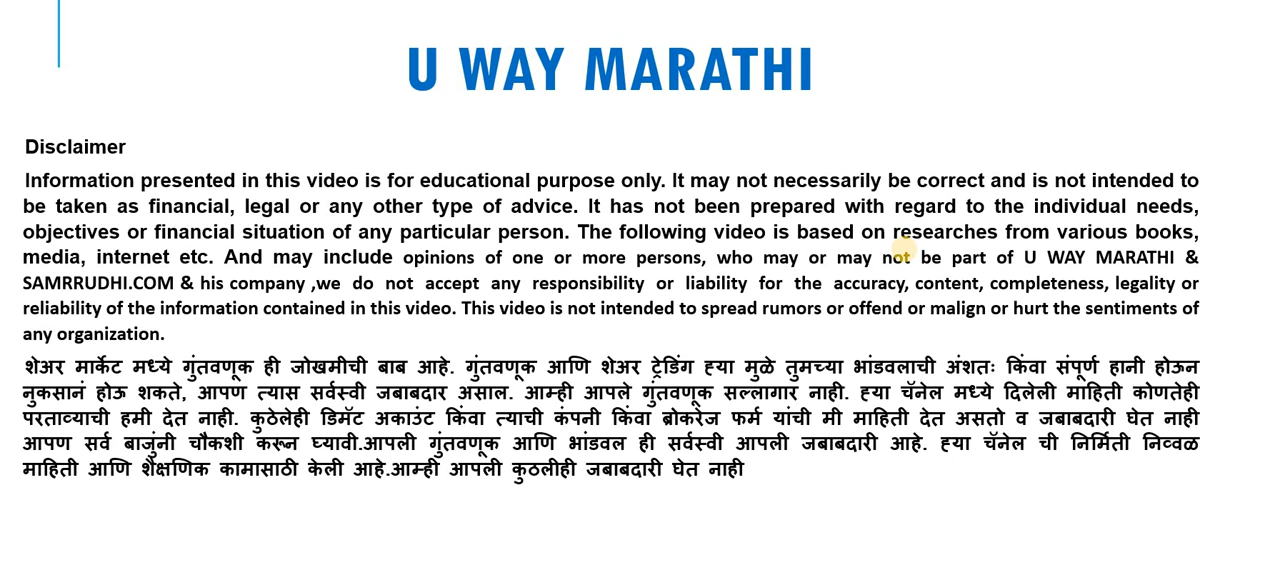 U WAY MARATHI
Disclaimer
Information presented in this video is for educational purpose only. It may not necessarily be correct and is not intended to
be taken as financial, legal or any other type of advice. It has not been prepared with regard to the individual needs,
objectives or financial situation of any particular person. The following video is based on researches from various books,
media, internet etc. And may include opinions of one or more persons, who may or may not be part of U WAY MARATHI &
SAMRRUDHI.COM & his company ,we do not accept any responsibility or liability for the accuracy, content, completeness, legality or
reliability of the information contained in this video. This video is not intended to spread rumors or offend or malign or hurt the sentiments of
any organization.
शेअर मार्केट मध्ये गुंतवणूक ही जोखमीची बाब आहे. गुंतवणूक आणि शेअर ट्रेडिंग ह्या मुळे तुमच्या भांडवलाची अंशतः किंवा संपूर्ण हानी होऊन
नुकसानं होऊ शकते, आपण त्यास सर्वस्वी जबाबदार असाल. आम्ही आपले गुंतवणूक सल्लागार नाही. ह्या चॅनेल मध्ये दिलेली माहिती कोणतेही
परताव्याची हमी देत नाही. कुठेलेही डिमॅट अकाउंट किंवा त्याची कंपनी किंवा ब्रोकरेज फर्म यांची मी माहिती देत असतो व जबाबदारी घेत नाही
आपण सर्व बाजुंनी चौकशी करून घ्यावी.आपली गुंतवणूक आणि भांडवल ही सर्वस्वी आपली जबाबदारी आहे. ह्या चॅनेल ची निर्मिती निव्वळ
माहिती आणि शैक्षणिक कामासाठी केली आहे.आम्ही आपली कुठलीही जबाबदारी घेत नाही